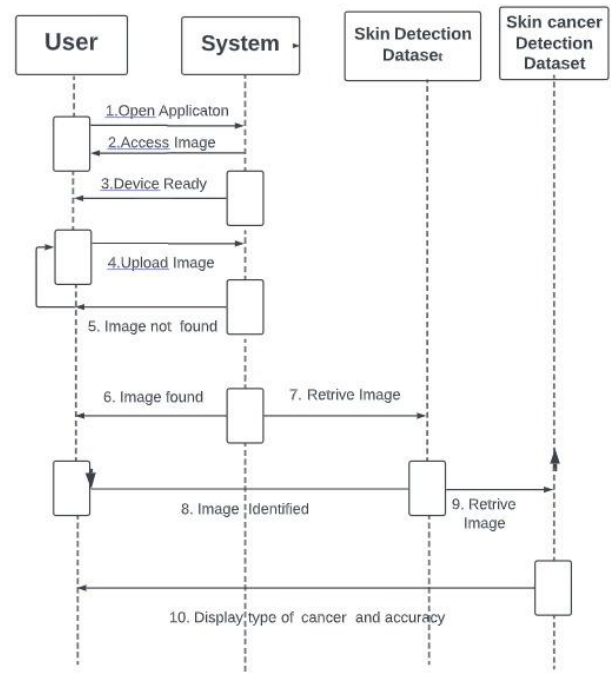 User
System
Skin Detection
Dataset
Skin cancer
Detection
Dataset
1.Open Applicaton
2.Access Image
3.Device Ready
4.Upload Image
5. Image not found
6. Image found
7. Retrive Image
8. Image Identified
9. Retrive
Image
10. Display type of cancer and accuracy